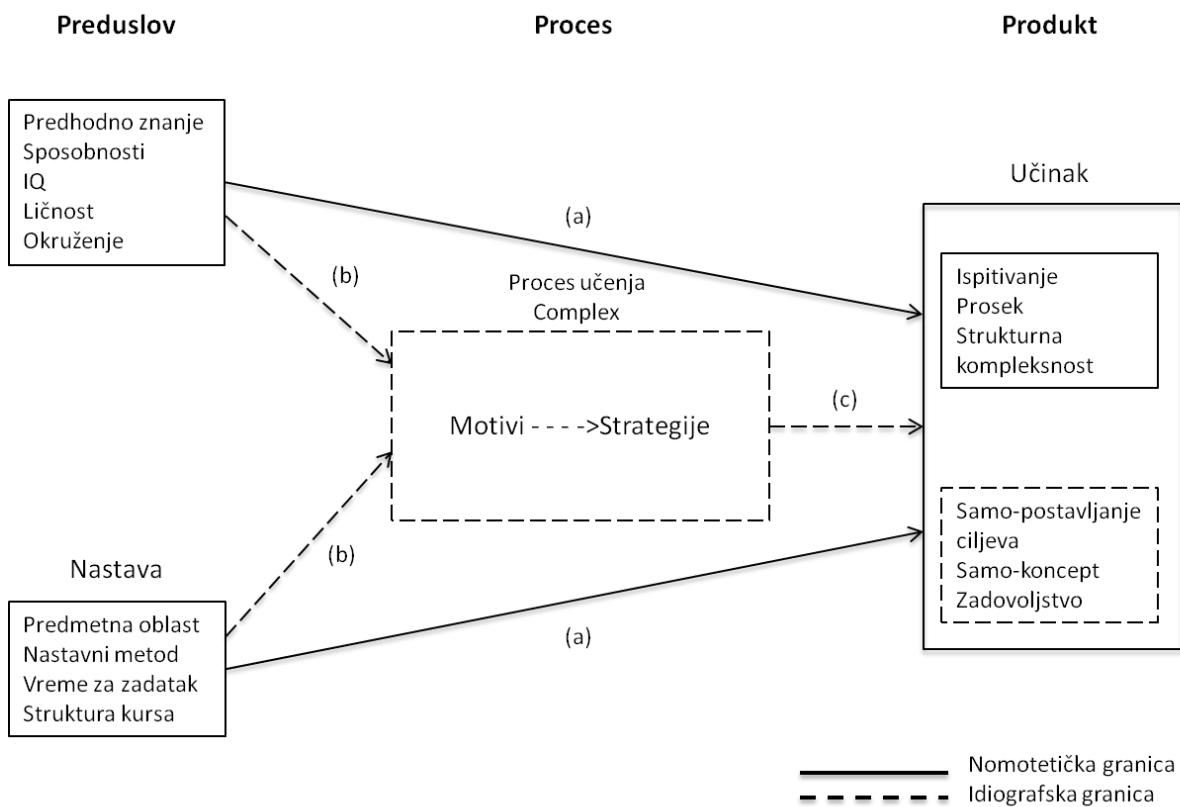 Preduslov
Proces
Produkt
Predhodno znanje
Sposobnosti
IQ
Ličnost
Okruženje
(a)
(b)
Proces učenja
Complex
Motivi - - - ->Strategije
(c)
Učinak
Ispitivanje
Prosek
Strukturna
kompleksnost
Samo-postavljanje
ciljeva
Samo-koncept
Zadovoljstvo
(b)
(a)
Nastava
Predmetna oblast
Nastavni metod
Vreme za zadatak
Struktura kursa
Nomotetička granica
Idiografska granica